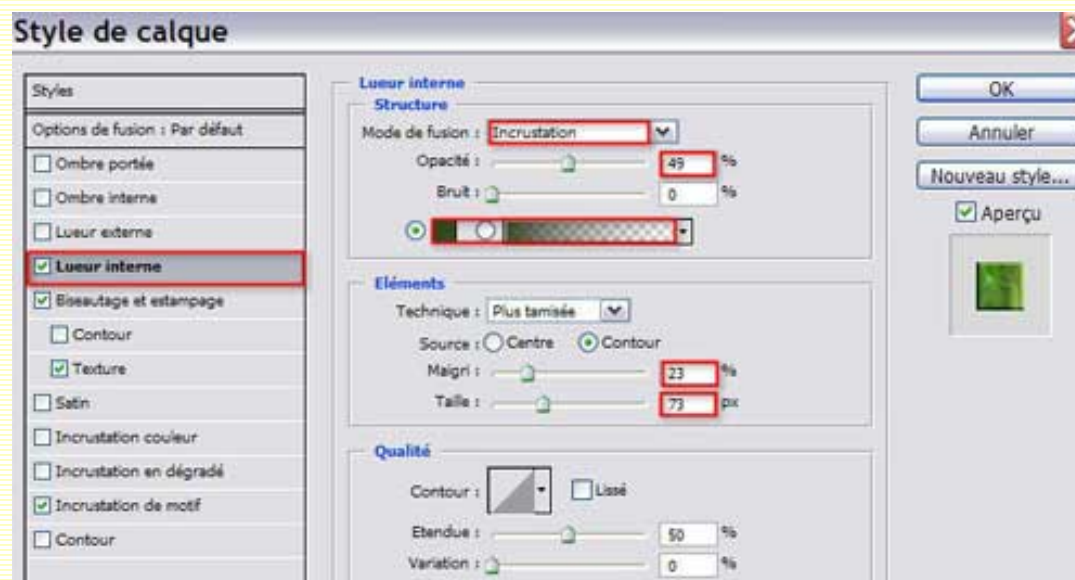 Style de calque
Styles
Options de fusion : Par défaut
Ombre portée
Ombre interne
Lueur externe
Lueur interne
Biseautage et estampage
Contour
Texture
Satin
Incrustation couleur
Incrustation en dégradé
Incrustation de motif
Contour
Lueur interne
Structure
Mode de fusion : Incrustation
Opacité : 49 %
Bruit : 0 %
Eléments
Technique : Plus tamisée
Source : Centre Contour
Maigri : 23 %
Taille : 73 px
Qualité
Contour : Lissé
Etendue : 50 %
Variation : 0 %
OK
Annuler
Nouveau style...
Aperçu